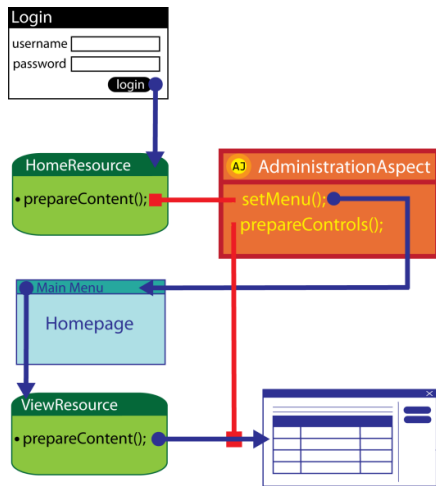 Login
username
password
login
HomeResource
• prepareContent();
AJ AdministrationAspect
setMenu();
prepareControls();
Main Menu
Homepage
ViewResource
• prepareContent();
X